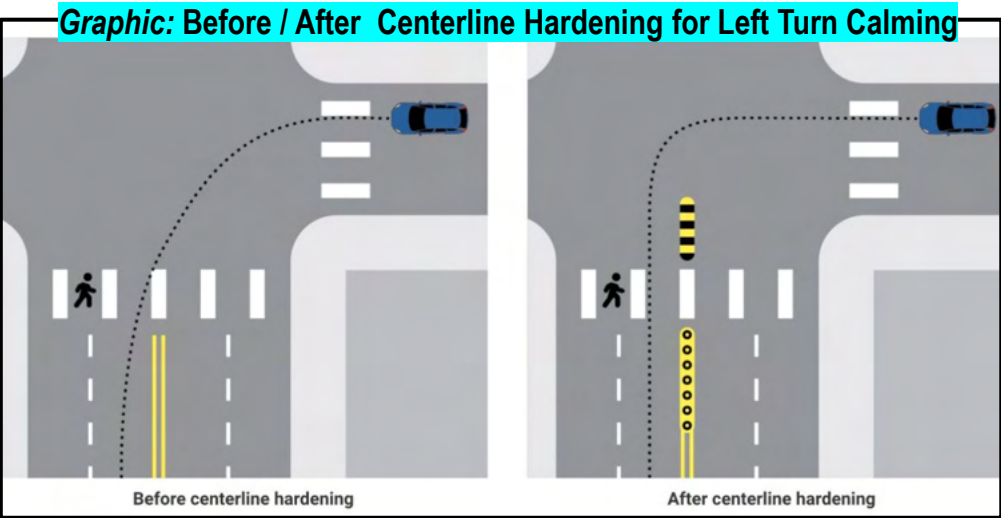 Graphic: Before / After Centerline Hardening for Left Turn Calming
Before centerline hardening
After centerline hardening